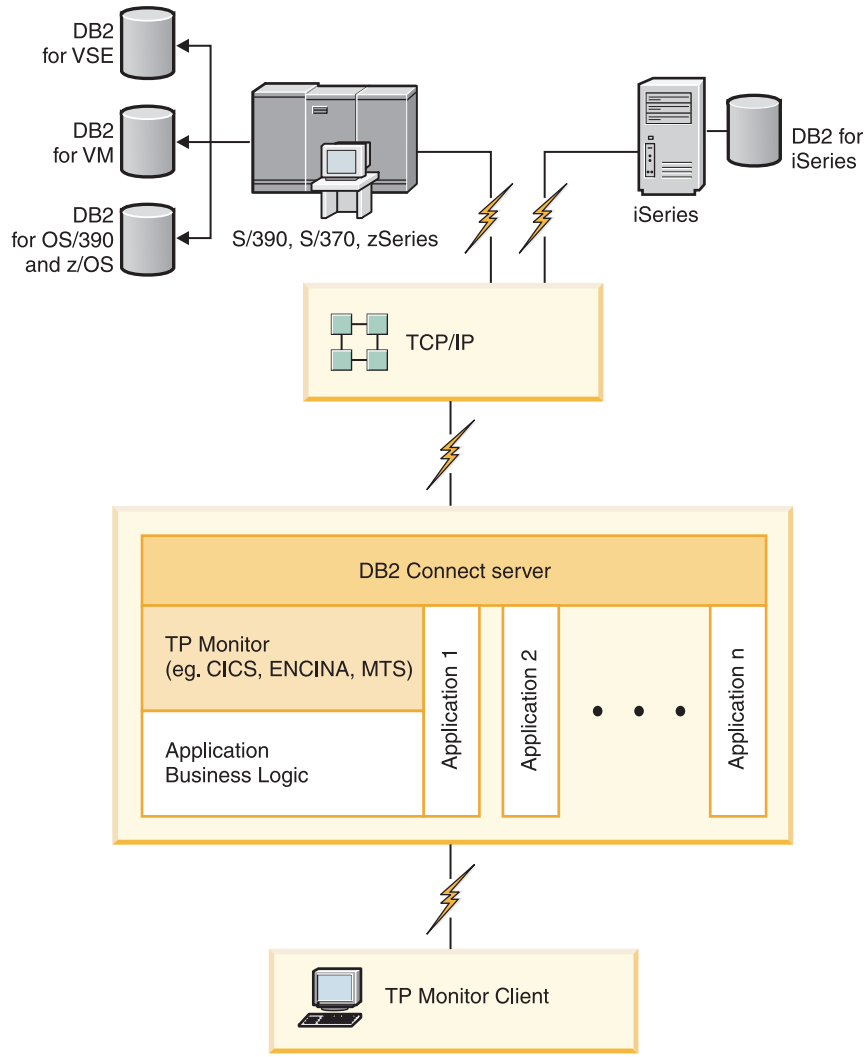 DB2
for VSE
DB2
for VM
DB2
for OS/390
and z/OS
S/390, S/370, zSeries
DB2 for
iSeries
iSeries
TCP/IP
DB2 Connect server
TP Monitor
(eg. CICS, ENCINA, MTS)
Application
Business Logic
Application 1
Application 2
Application n
TP Monitor Client